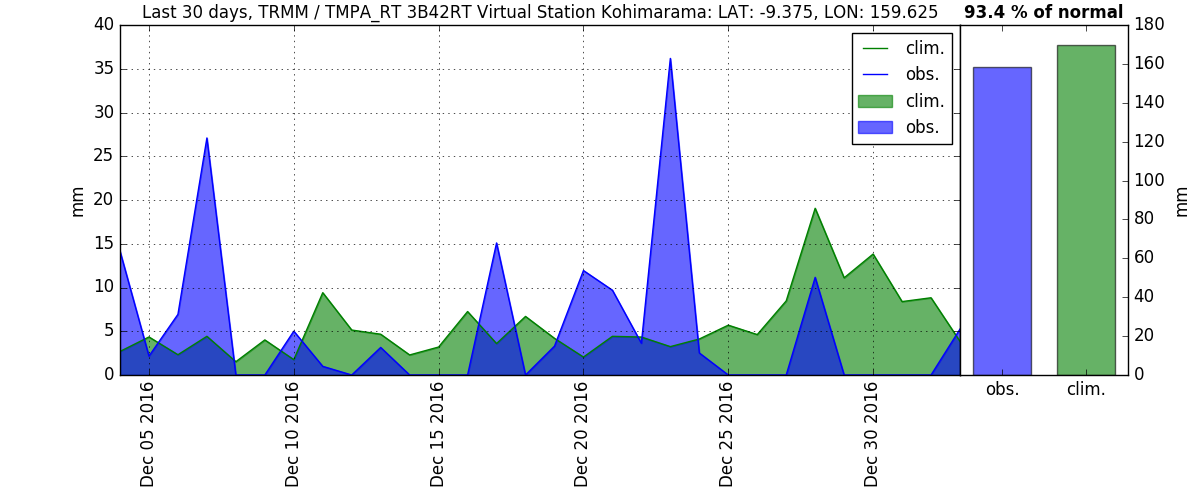 Last 30 days, TRMM / TMPA_RT 3B42RT Virtual Station Kohimarama: LAT: -9.375, LON: 159.625
93.4 % of normal
mm
40
35
30
25
20
15
10
5
0
clim.
obs.
clim.
obs.
Dec 05 2016
Dec 10 2016
Dec 15 2016
Dec 20 2016
Dec 25 2016
Dec 30 2016
obs.
clim.
180
160
140
120
100
80
60
40
20
0
mm